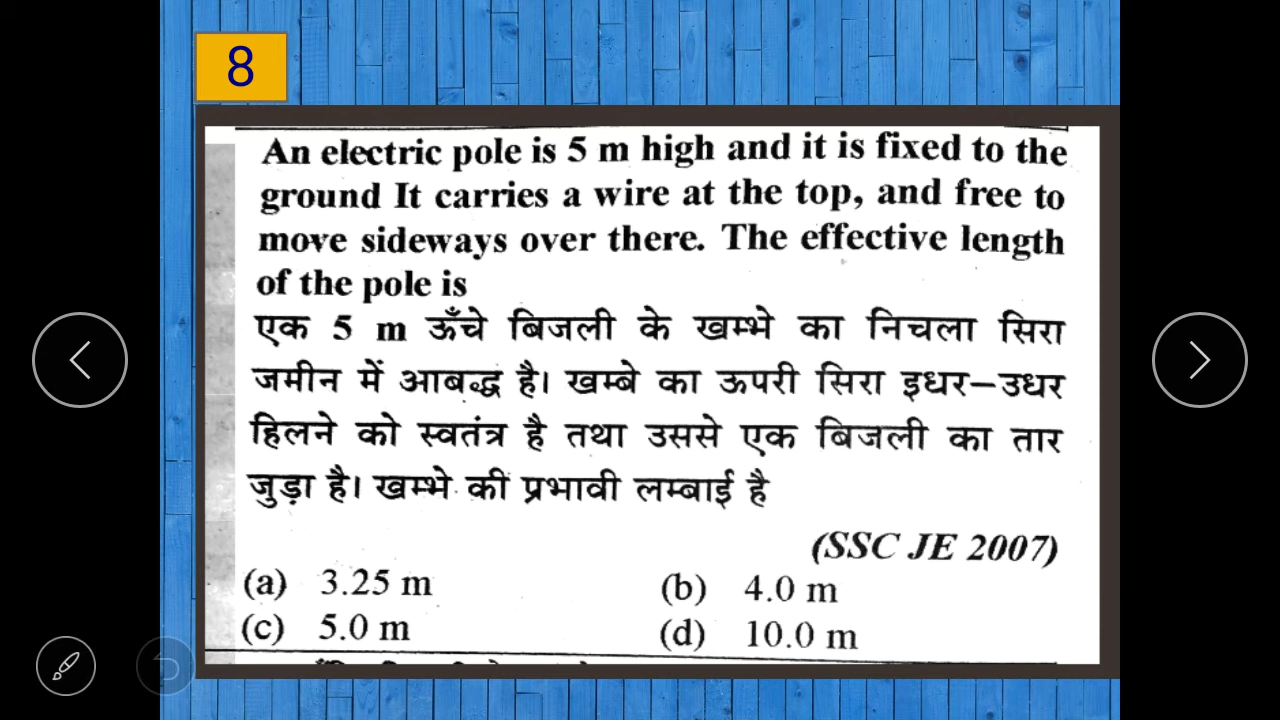 8
An electric pole is 5 m high and it is fixed to the
ground It carries a wire at the top, and free to
move sideways over there. The effective length
of the pole is
एक 5 m ऊँचे बिजली के खम्भे का निचला सिरा
जमीन में आबद्ध है। खम्बे का ऊपरी सिरा इधर–उधर
हिलने को स्वतंत्र है तथा उससे एक बिजली का तार
जुड़ा है। खम्भे की प्रभावी लम्बाई है
(SSC JE 2007)
(a) 3.25 m (b) 4.0 m
(c) 5.0 m (d) 10.0 m